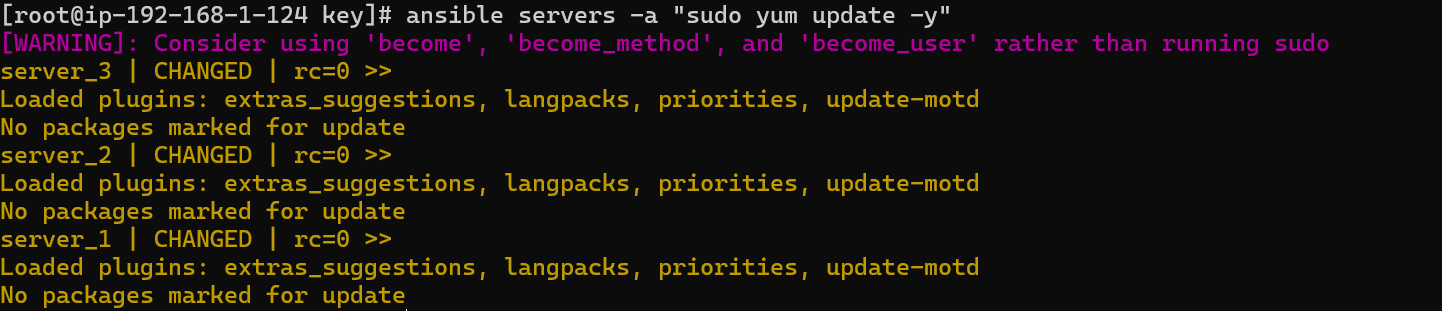 [root@ip-192-168-1-124 key]# ansible servers -a "sudo yum update -y"
[WARNING]: Consider using 'become', 'become_method', and 'become_user' rather than running sudo
server_3 | CHANGED | rc=0 >>
Loaded plugins: extras_suggestions, langpacks, priorities, update-motd
No packages marked for update
server_2 | CHANGED | rc=0 >>
Loaded plugins: extras_suggestions, langpacks, priorities, update-motd
No packages marked for update
server_1 | CHANGED | rc=0 >>
Loaded plugins: extras_suggestions, langpacks, priorities, update-motd
No packages marked for update